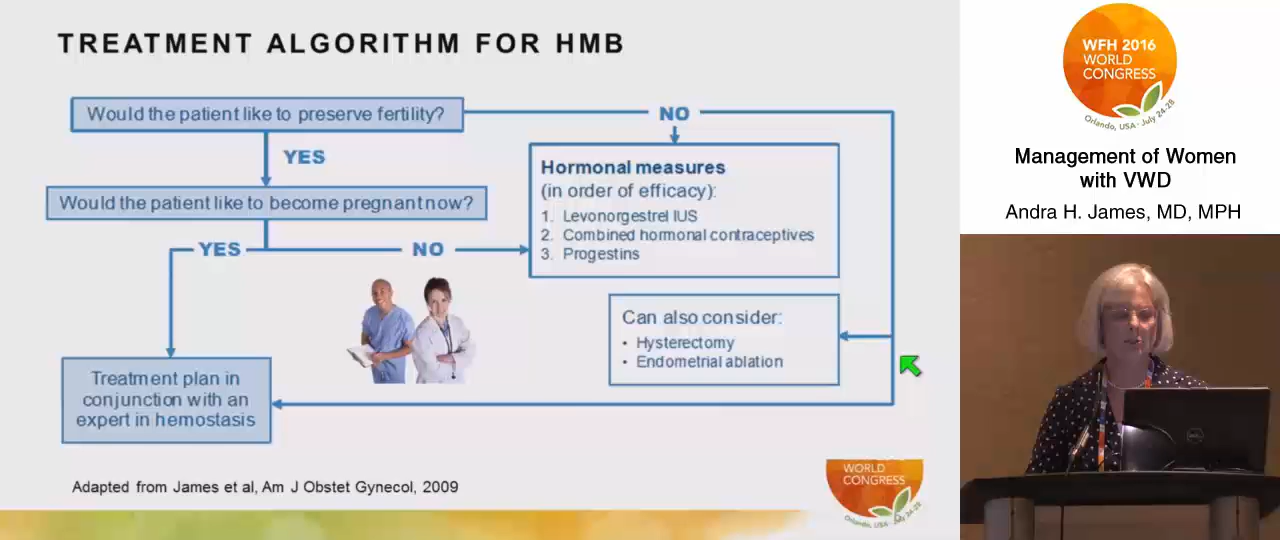 TREATMENT ALGORITHM FOR HMB
Would the patient like to preserve fertility?
NO
YES
Hormonal measures
(in order of efficacy):
1. Levonorgestrel IUS
2. Combined hormonal contraceptives
3. Progestins
Would the patient like to become pregnant now?
YES
NO
Can also consider:
• Hysterectomy
• Endometrial ablation
Treatment plan in
conjunction with an
expert in hemostasis
Adapted from James et al, Am J Obstet Gynecol, 2009
WORLD
CONGRESS
Orlando, USA · July 24-28
WFH 2016
WORLD
CONGRESS
Orlando, USA · July 24-28
Management of Women
with VWD
Andra H. James, MD, MPH
DELL